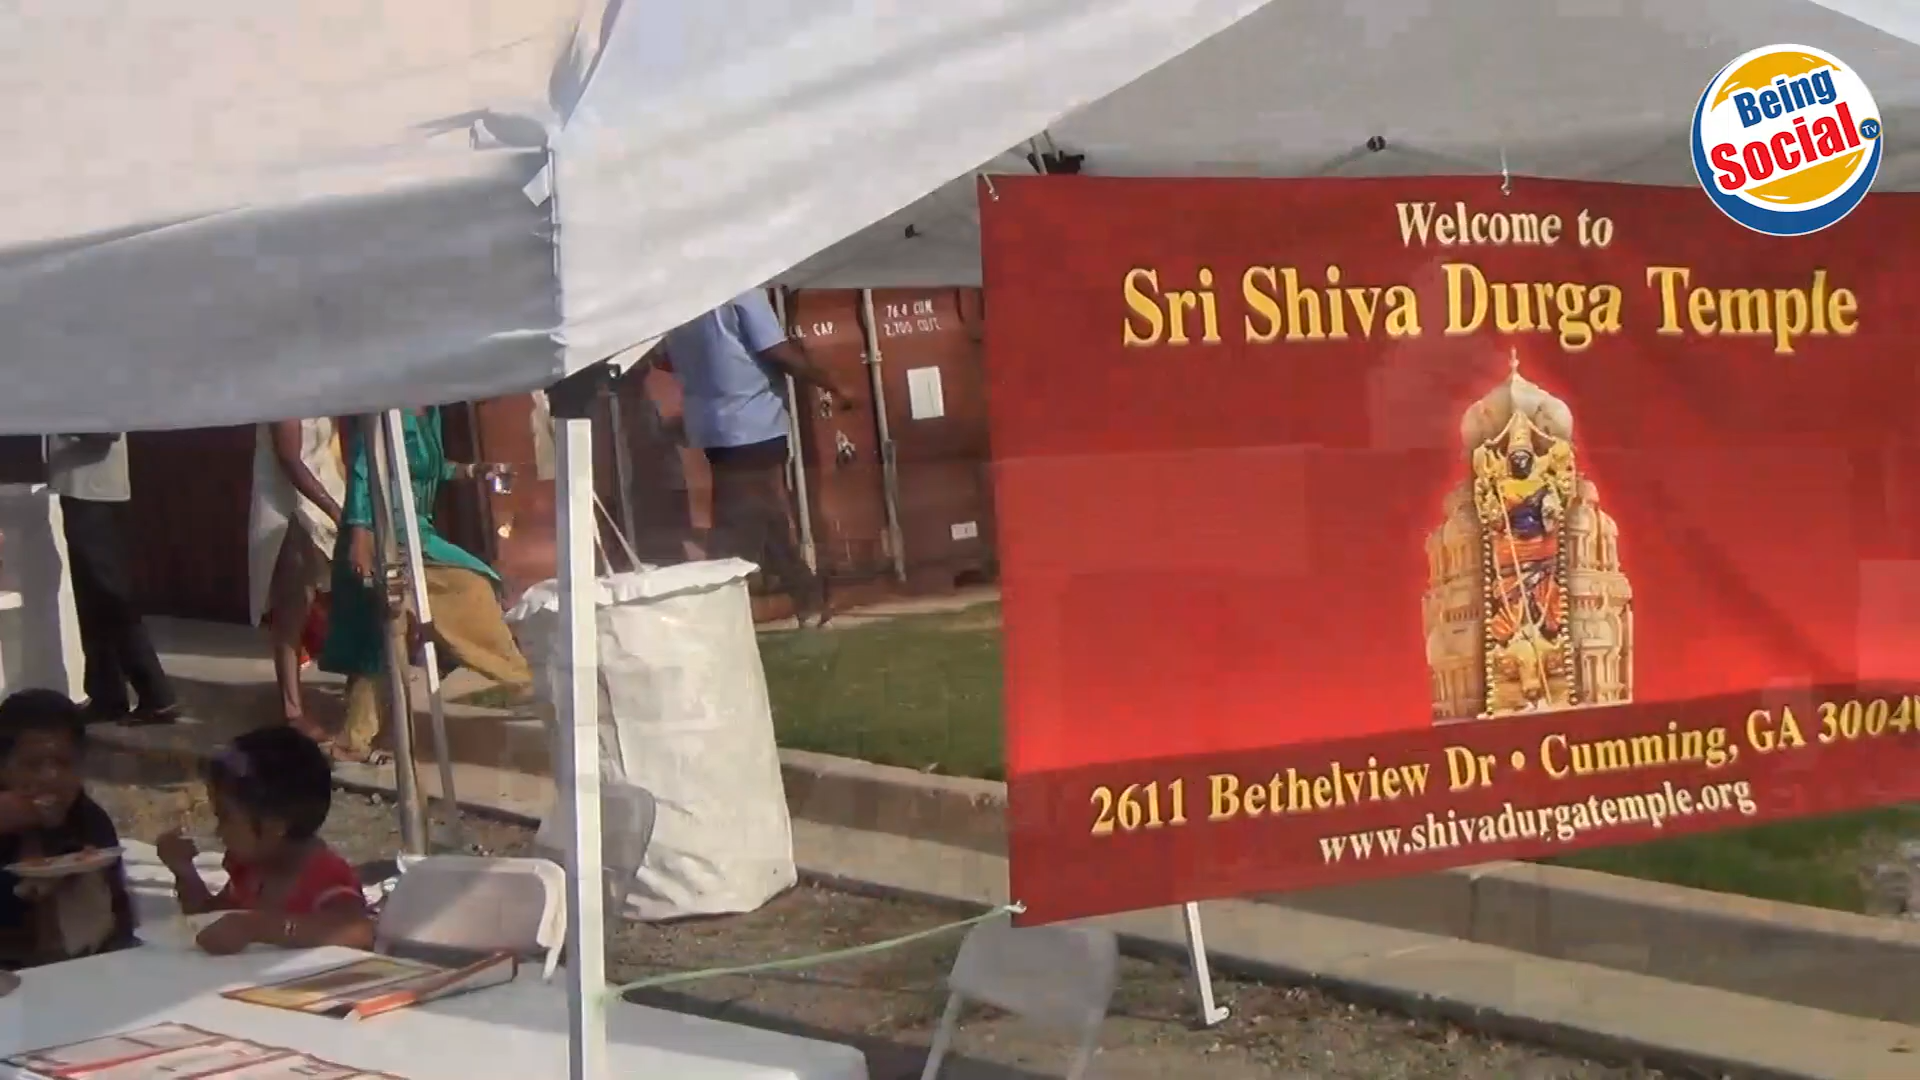 Being
Social
Tv
Welcome to
Sri Shiva Durga Temple
2611 Bethelview Dr • Cumming, GA 3004
www.shivadurgatemple.org
CAP.
76.4 CU.M.
2,700 CU.FT.